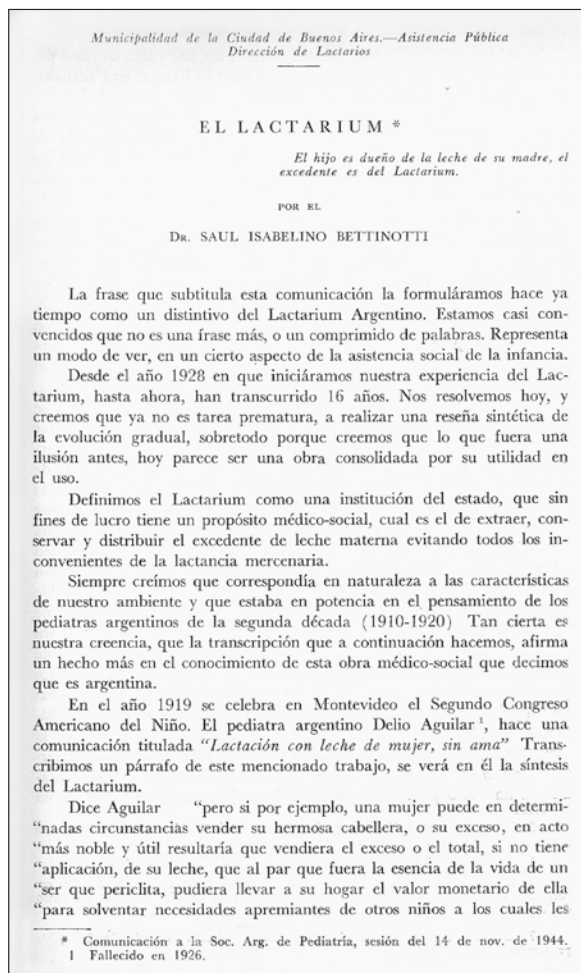 Municipalidad de la Ciudad de Buenos Aires.—Asistencia Pública
Dirección de Lactarios
EL LACTARIUM *
El hijo es dueño de la leche de su madre, el
excedente es del Lactarium.
POR EL
DR. SAUL ISABELINO BETTINOTTI
La frase que subtitula esta comunicación la formuláramos hace ya
tiempo como un distintivo del Lactarium Argentino. Estamos casi con-
vencidos que no es una frase más, o un comprimido de palabras. Representa
un modo de ver, en un cierto aspecto de la asistencia social de la infancia.
Desde el año 1928 en que iniciáramos nuestra experiencia del Lac-
tarium, hasta ahora, han transcurrido 16 años. Nos resolvemos hoy, y
creemos que ya no es tarea prematura, a realizar una reseña sintética de
la evolución gradual, sobretodo porque creemos que lo que fuera una
ilusión antes, hoy parece ser una obra consolidada por su utilidad en
el uso.
Definimos el Lactarium como una institución del estado, que sin
fines de lucro tiene un propósito médico-social, cual es el de extraer, con-
servar y distribuir el excedente de leche materna evitando todos los in-
convenientes de la lactancia mercenaria.
Siempre creímos que correspondía en naturaleza a las características
de nuestro ambiente y que estaba en potencia en el pensamiento de los
pediatras argentinos de la segunda década (1910-1920) Tan cierta es
nuestra creencia, que la transcripción que a continuación hacemos, afirma
un hecho más en el conocimiento de esta obra médico-social que decimos
que es argentina.
En el año 1919 se celebra en Montevideo el Segundo Congreso
Americano del Niño. El pediatra argentino Delio Aguilar ¹, hace una
comunicación titulada "Lactación con leche de mujer, sin ama" Trans-
cribimos un párrafo de este mencionado trabajo, se verá en él la síntesis
del Lactarium.
Dice Aguilar "pero si por ejemplo, una mujer puede en determi-
"nadas circunstancias vender su hermosa cabellera, o su exceso, en acto
"más noble y útil resultaría que vendiera el exceso o el total, si no tiene
"aplicación, de su leche, que al par que fuera la esencia de la vida de un
"ser que periclita, pudiera llevar a su hogar el valor monetario de ella
"para solventar necesidades apremiantes de otros niños a los cuales les
* Comunicación a la Soc. Arg. de Pediatría, sesión del 14 de nov. de 1944.
1 Fallecido en 1926.